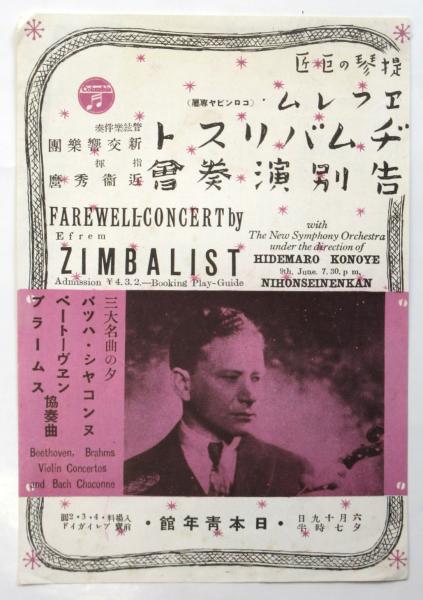 Columbia
提琴の巨匠
エフレム・(コロンビヤ専屬)
ヂムバリスト
告別演奏會
管絃樂伴奏
新交響樂團
指揮
近衞秀麿
FAREWELL-CONCERT by
Efrem
ZIMBALIST
Admission ¥4.3.2.—Booking Play-Guide
with
The New Symphony Orchestra
under the direction of
HIDEMARO KONOYE
9th. June. 7.30. p. m.
NIHONSEINENKAN
三大名曲の夕
バッハ・シャコンヌ
ベートーヴェン
ブラームス
協奏曲
Beethoven, Brahms
Violin Concertos
and Bach Chaconne
六月十九日
夕七時半
・日本靑年館・
入場料・4・3・2圓
前賣プレイガイド